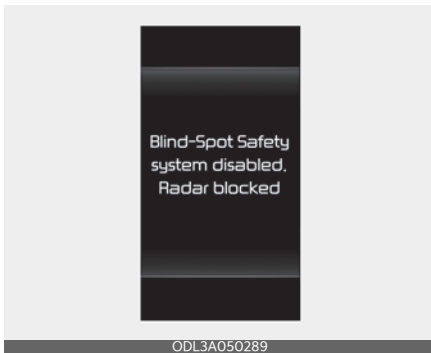 Blind-Spot Safety
system disabled.
Radar blocked
ODL3A050289